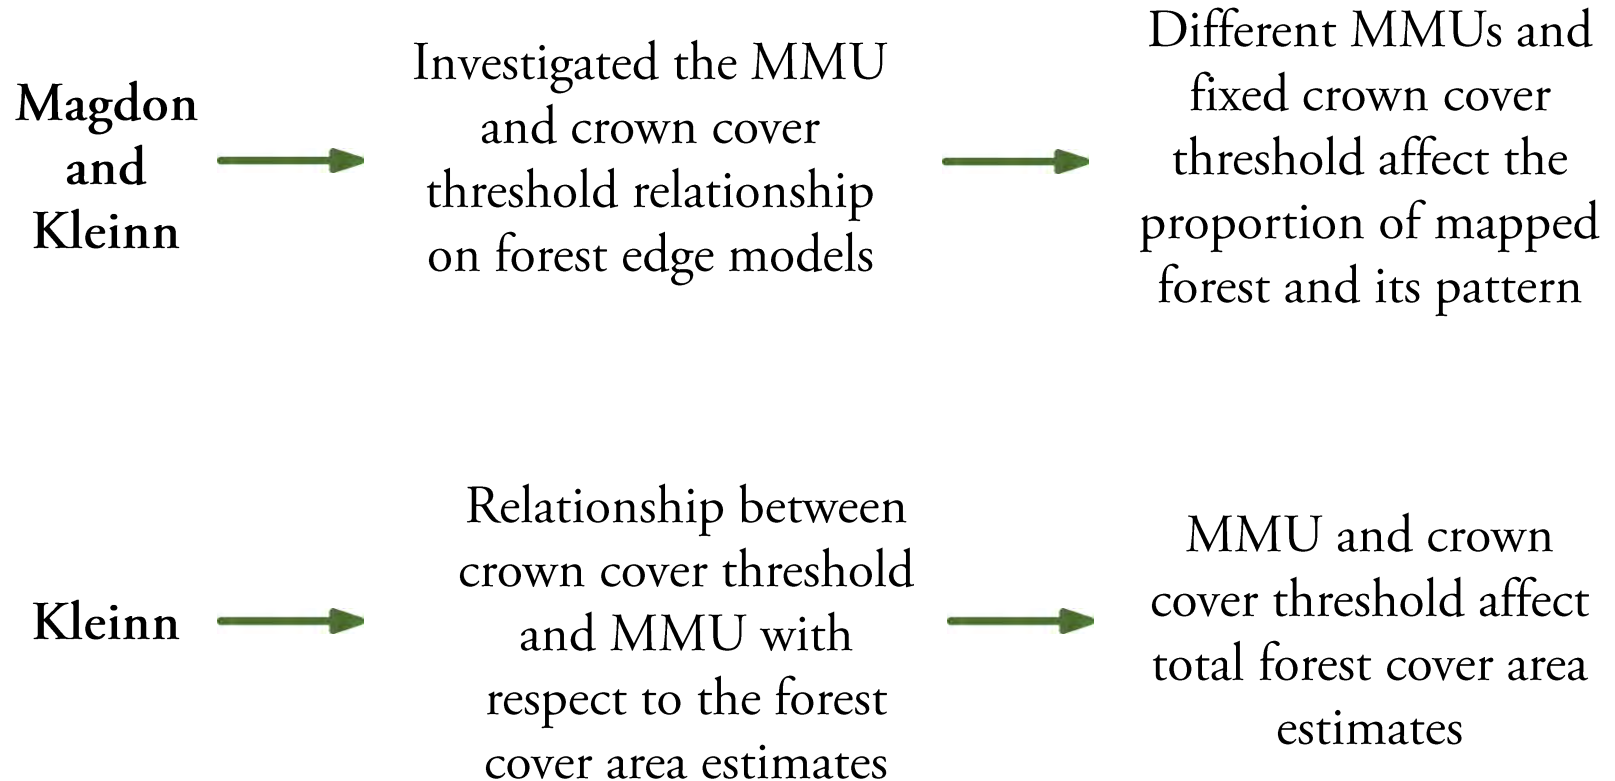 Magdon
and
Kleinn
Investigated the MMU
and crown cover
threshold relationship
on forest edge models
Different MMUs and
fixed crown cover
threshold affect the
proportion of mapped
forest and its pattern
Kleinn
Relationship between
crown cover threshold
and MMU with
respect to the forest
cover area estimates
MMU and crown
cover threshold affect
total forest cover area
estimates